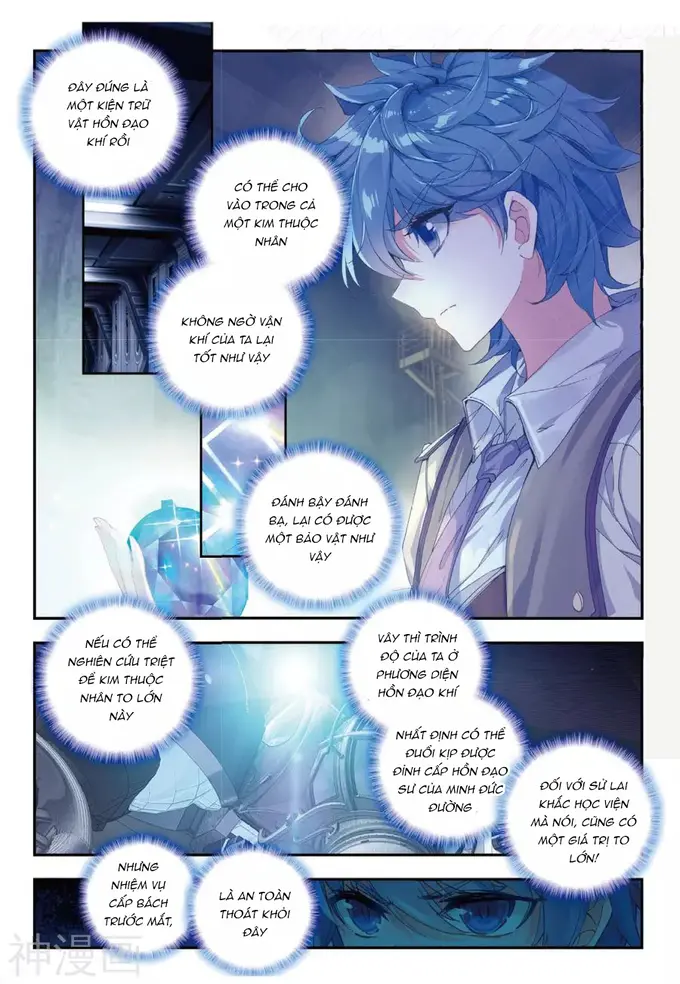 ĐÂY ĐÚNG LÀ
MỘT KIỆN TRỮ
VẬT HỒN ĐẠO
KHÍ RỒI
CÓ THỂ CHO
VÀO TRONG CẢ
MỘT KIM THUỘC
NHÂN
KHÔNG NGỜ VẬN
KHÍ CỦA TA LẠI
TỐT NHƯ VẬY
ĐÁNH BẬY ĐÁNH
BẠ, LẠI CÓ ĐƯỢC
MỘT BẢO VẬT NHƯ
VẬY
NẾU CÓ THỂ
NGHIÊN CỨU TRIỆT
ĐỂ KIM THUỘC
NHÂN TO LỚN
NÀY
VẬY THÌ TRÌNH
ĐỘ CỦA TA Ở
PHƯƠNG DIỆN
HỒN ĐẠO KHÍ
NHẤT ĐỊNH CÓ THỂ
ĐUỔI KỊP ĐƯỢC
ĐỈNH CẤP HỒN ĐẠO
SƯ CỦA MINH ĐỨC
ĐƯỜNG
ĐỐI VỚI SỬ LAI
KHẮC HỌC VIỆN
MÀ NÓI, CŨNG CÓ
MỘT GIÁ TRỊ TO
LỚN!
NHƯNG
NHIỆM VỤ
CẤP BÁCH
TRƯỚC MẮT,
LÀ AN TOÀN
THOÁT KHỎI
ĐÂY
神漫画